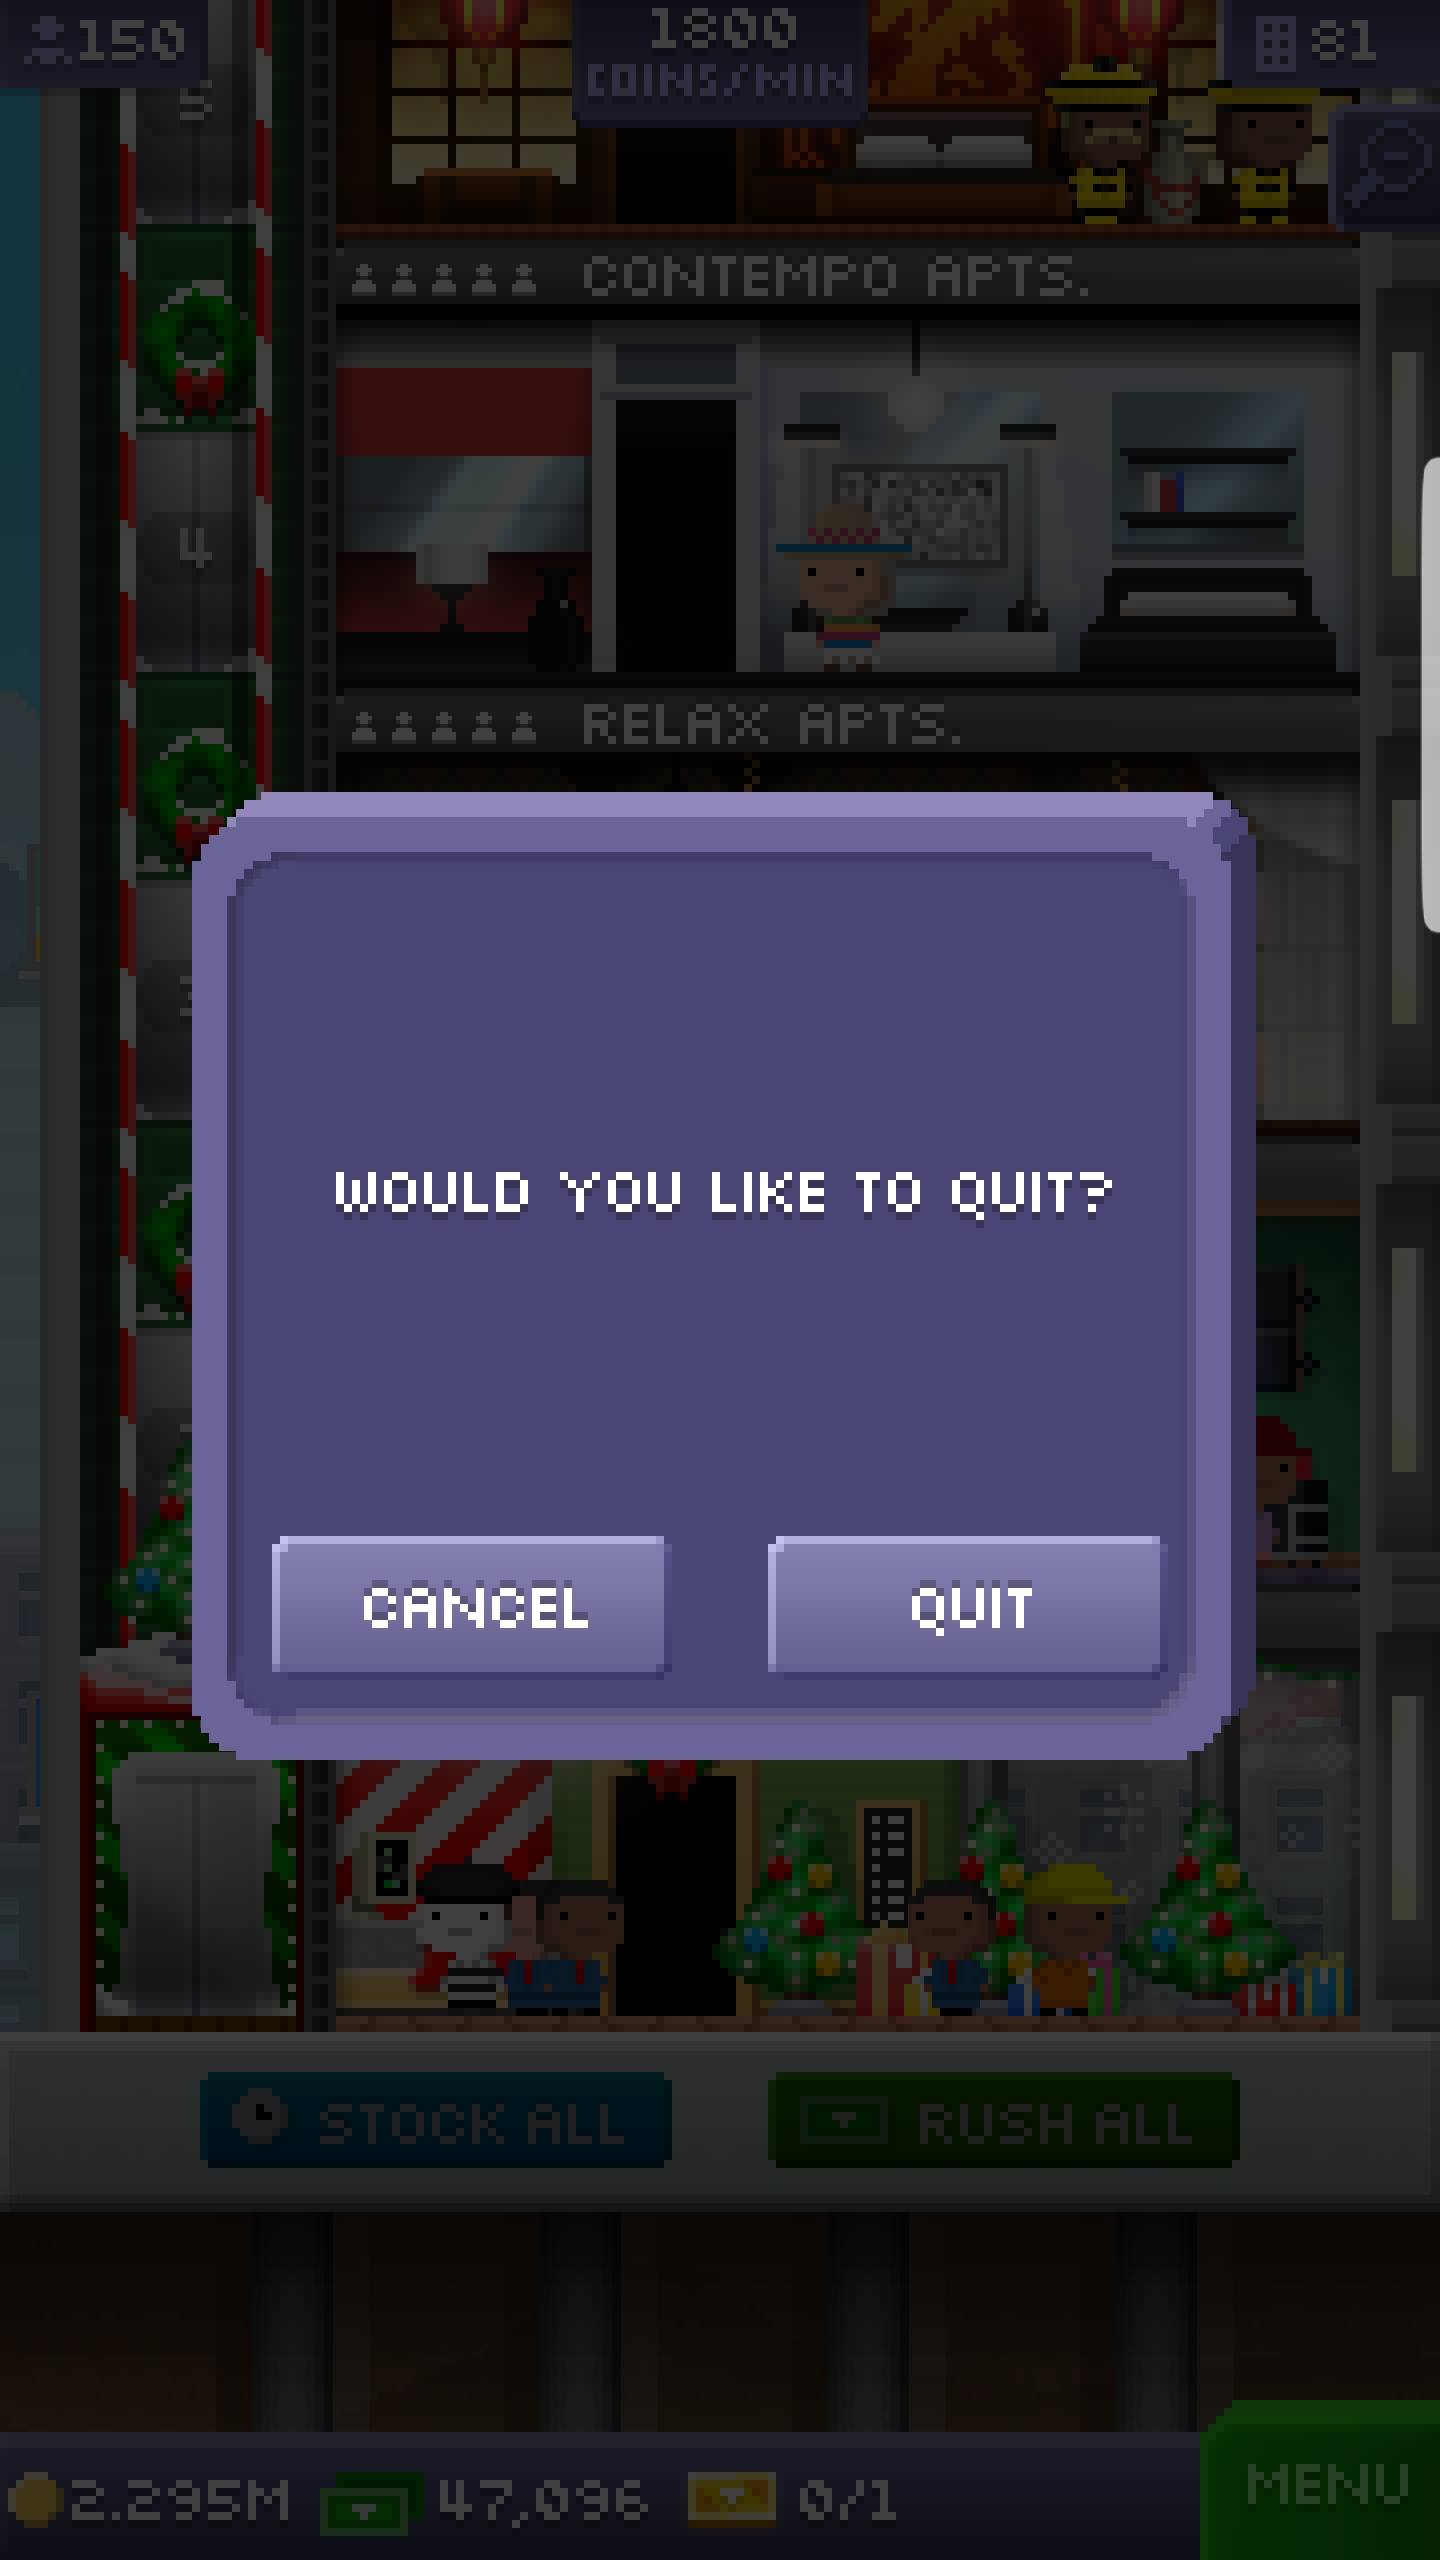 150
1800
COINS/MIN
81
5
CONTEMPO APTS.
4
RELAX APTS.
WOULD YOU LIKE TO QUIT?
CANCEL
QUIT
STOCK ALL
RUSH ALL
2.295M
47,096
0/1
MENU